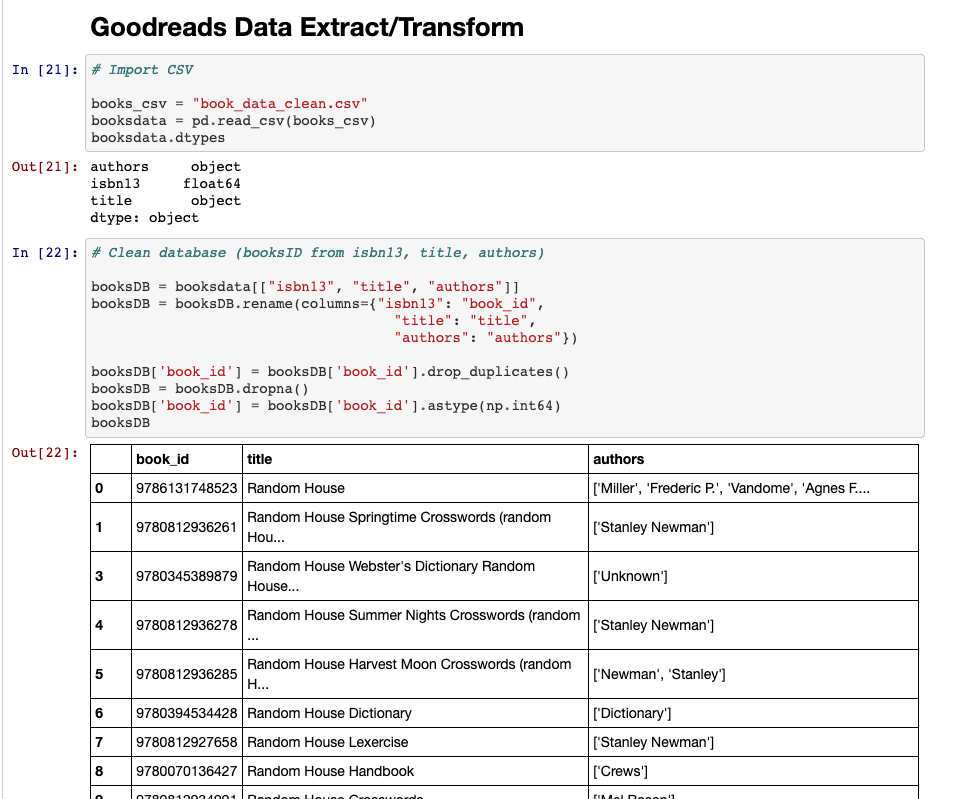 Goodreads Data Extract/Transform
In [21]:
# Import CSV
books_csv = "book_data_clean.csv"
booksdata = pd.read_csv(books_csv)
booksdata.dtypes
Out[21]:
authors     object
isbn13     float64
title       object
dtype: object
In [22]:
# Clean database (booksID from isbn13, title, authors)
booksDB = booksdata[["isbn13", "title", "authors"]]
booksDB = booksDB.rename(columns={"isbn13": "book_id",
"title": "title",
"authors": "authors"})
booksDB['book_id'] = booksDB['book_id'].drop_duplicates()
booksDB = booksDB.dropna()
booksDB['book_id'] = booksDB['book_id'].astype(np.int64)
booksDB
Out[22]:
book_id title authors
0 9786131748523 Random House ['Miller', 'Frederic P.', 'Vandome', 'Agnes F....
1 9780812936261 Random House Springtime Crosswords (random
Hou... ['Stanley Newman']
3 9780345389879 Random House Webster's Dictionary Random
House... ['Unknown']
4 9780812936278 Random House Summer Nights Crosswords (random
... ['Stanley Newman']
5 9780812936285 Random House Harvest Moon Crosswords (random
H... ['Newman', 'Stanley']
6 9780394534428 Random House Dictionary ['Dictionary']
7 9780812927658 Random House Lexercise ['Stanley Newman']
8 9780070136427 Random House Handbook ['Crews']